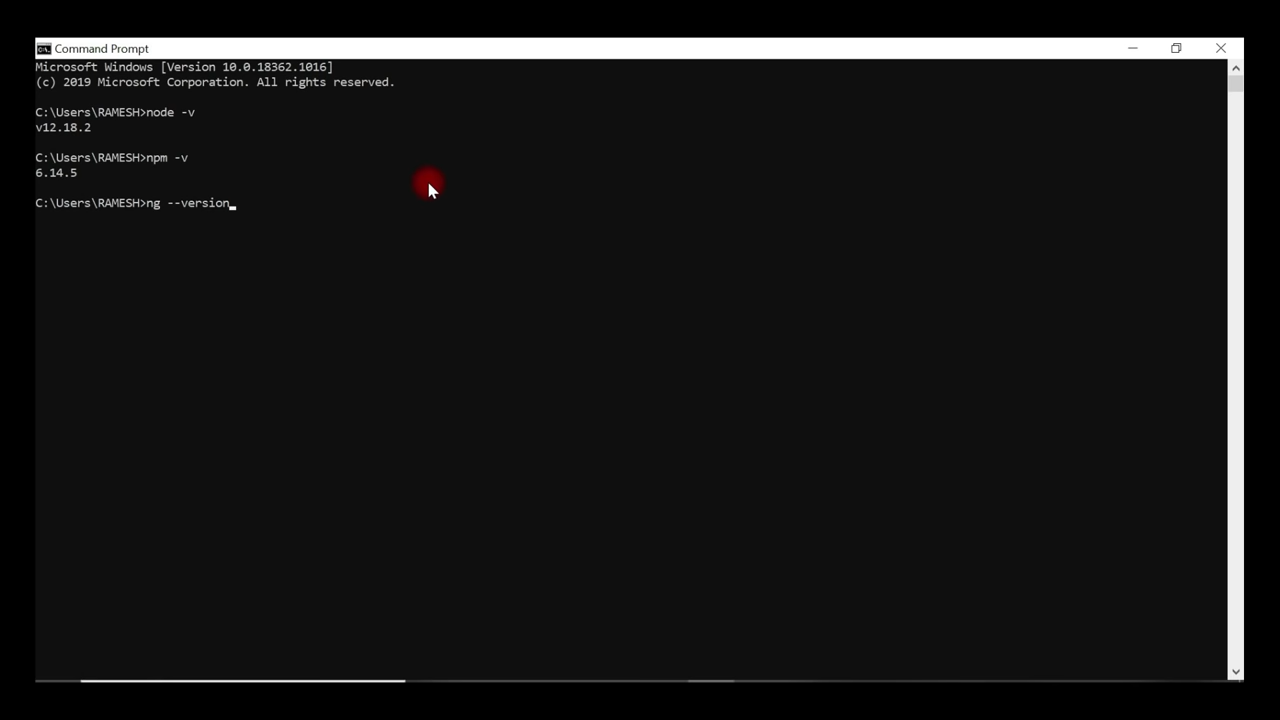 Command Prompt
Microsoft Windows [Version 10.0.18362.1016]
(c) 2019 Microsoft Corporation. All rights reserved.
C:\Users\RAMESH>node -v
v12.18.2
C:\Users\RAMESH>npm -v
6.14.5
C:\Users\RAMESH>ng --version